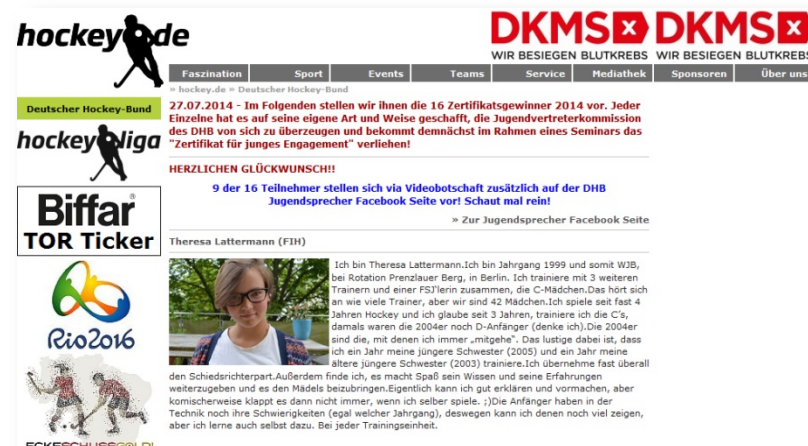 hockey.de
DKMS DKMS
WIR BESIEGEN BLUTKREBS WIR BESIEGEN BLUTKREBS
Faszination Sport Events Teams Service Mediathek Sponsoren Über uns
» hockey.de » Deutscher Hockey-Bund
Deutscher Hockey-Bund
hockeyliga
Biffar
TOR Ticker
Rio2016
ECKESCHUSSGOLD!
27.07.2014 - Im Folgenden stellen wir ihnen die 16 Zertifikatsgewinner 2014 vor. Jeder
Einzelne hat es auf seine eigene Art und Weise geschafft, die Jugendvertreterkommission
des DHB von sich zu überzeugen und bekommt demnächst im Rahmen eines Seminars das
"Zertifikat für junges Engagement" verliehen!
HERZLICHEN GLÜCKWUNSCH!!
9 der 16 Teilnehmer stellen sich via Videobotschaft zusätzlich auf der DHB
Jugendsprecher Facebook Seite vor! Schaut mal rein!
» Zur Jugendsprecher Facebook Seite
Theresa Lattermann (FIH)
Ich bin Theresa Lattermann.Ich bin Jahrgang 1999 und somit WJB,
bei Rotation Prenzlauer Berg, in Berlin. Ich trainiere mit 3 weiteren
Trainern und einer FSJ'lerin zusammen, die C-Mädchen.Das hört sich
an wie viele Trainer, aber wir sind 42 Mädchen.Ich spiele seit fast 4
Jahren Hockey und ich glaube seit 3 Jahren, trainiere ich die C's,
damals waren die 2004er noch D-Anfänger (denke ich).Die 2004er
sind die, mit denen ich immer „mitgehe". Das lustige dabei ist, dass
ich ein Jahr meine jüngere Schwester (2005) und ein Jahr meine
ältere jüngere Schwester (2003) trainiere.Ich übernehme fast überall
den Schiedsrichterpart.Außerdem finde ich, es macht Spaß sein Wissen und seine Erfahrungen
weiterzugeben und es den Mädels beizubringen.Eigentlich kann ich gut erklären und vormachen, aber
komischerweise klappt es dann nicht immer, wenn ich selber spiele. ;)Die Anfänger haben in der
Technik noch ihre Schwierigkeiten (egal welcher Jahrgang), deswegen kann ich denen noch viel zeigen,
aber ich lerne auch selbst dazu. Bei jeder Trainingseinheit.